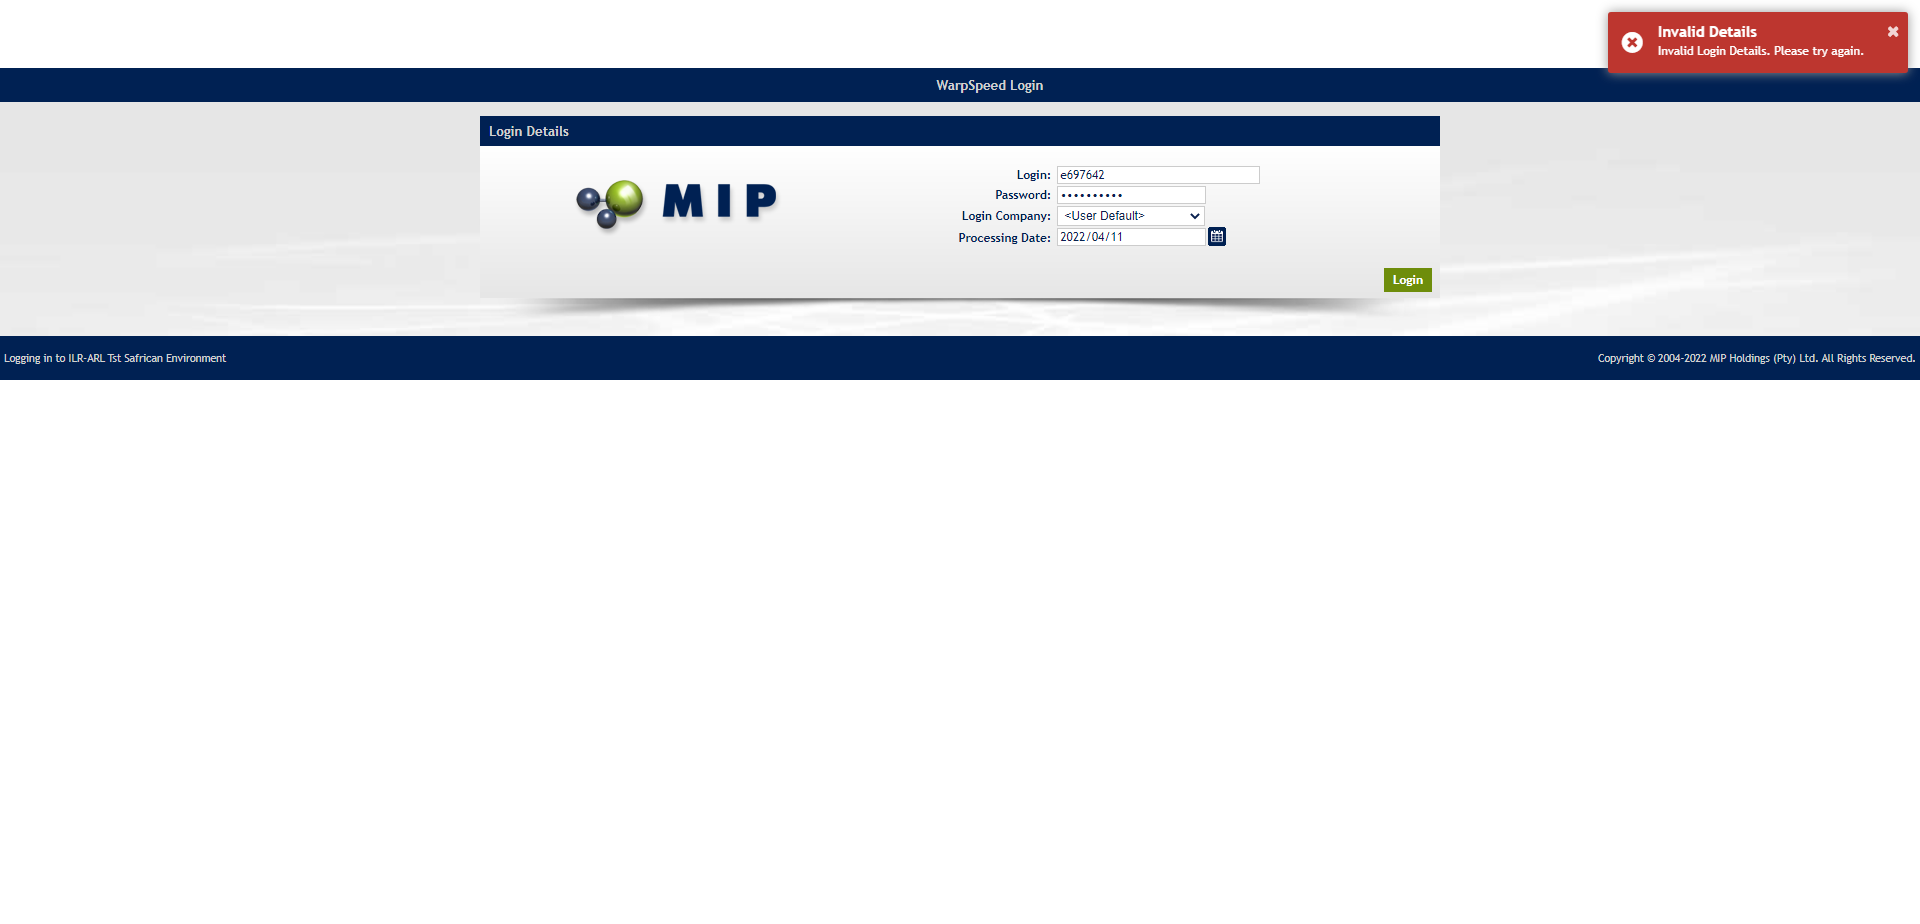 Invalid Details
Invalid Login Details. Please try again.
WarpSpeed Login
Login Details
MIP
Login: e697642
Password: ••••••••••
Login Company: <User Default>
Processing Date: 2022/04/11
Login
Logging in to ILR-ARL Tst Safrican Environment
Copyright © 2004-2022 MIP Holdings (Pty) Ltd. All Rights Reserved.